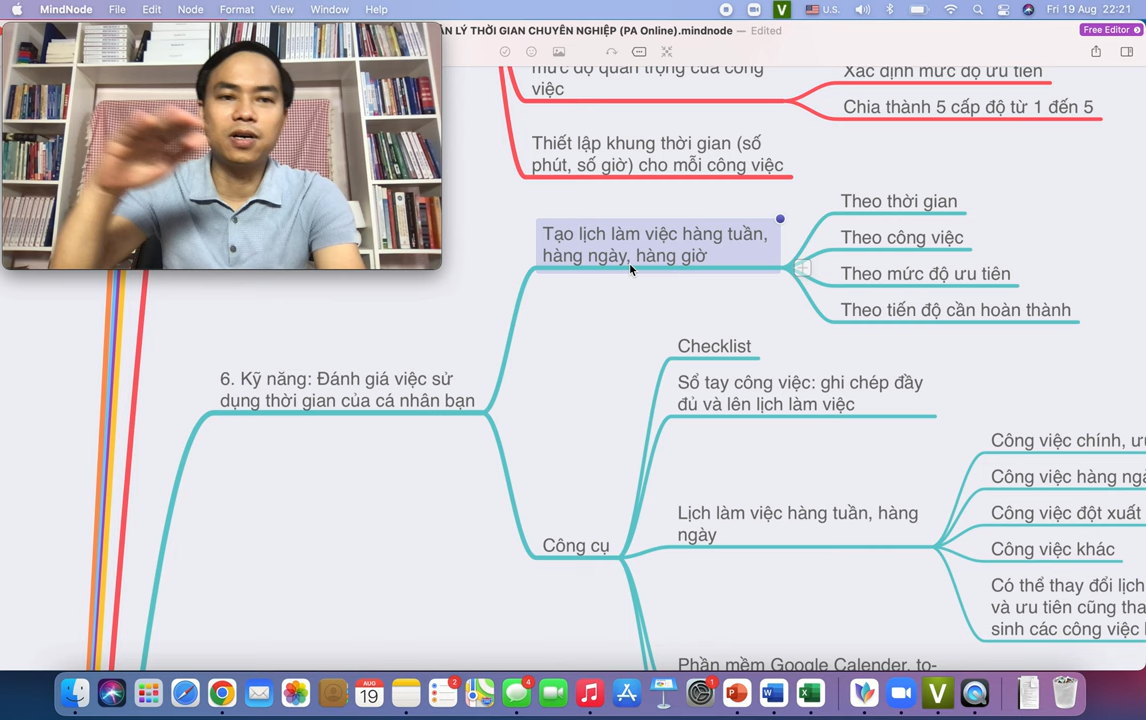 MindNode File Edit Node Format View Window Help U.S. Fri 19 Aug 22:21
LÝ THỜI GIAN CHUYÊN NGHIỆP (PA Online).mindnode — Edited
Free Editor
mức độ quan trọng của công
việc
Xác định mức độ ưu tiên
Chia thành 5 cấp độ từ 1 đến 5
Thiết lập khung thời gian (số
phút, số giờ) cho mỗi công việc
Tạo lịch làm việc hàng tuần,
hàng ngày, hàng giờ
Theo thời gian
Theo công việc
Theo mức độ ưu tiên
Theo tiến độ cần hoàn thành
6. Kỹ năng: Đánh giá việc sử
dụng thời gian của cá nhân bạn
Công cụ
Checklist
Sổ tay công việc: ghi chép đầy
đủ và lên lịch làm việc
Lịch làm việc hàng tuần, hàng
ngày
Công việc chính,
Công việc hàng
Công việc đột xuất
Công việc khác
Có thể thay đổi lịch
và ưu tiên cũng
sinh các công việc
Phần mềm Google Calender, to-
AUG
19
2
4
1